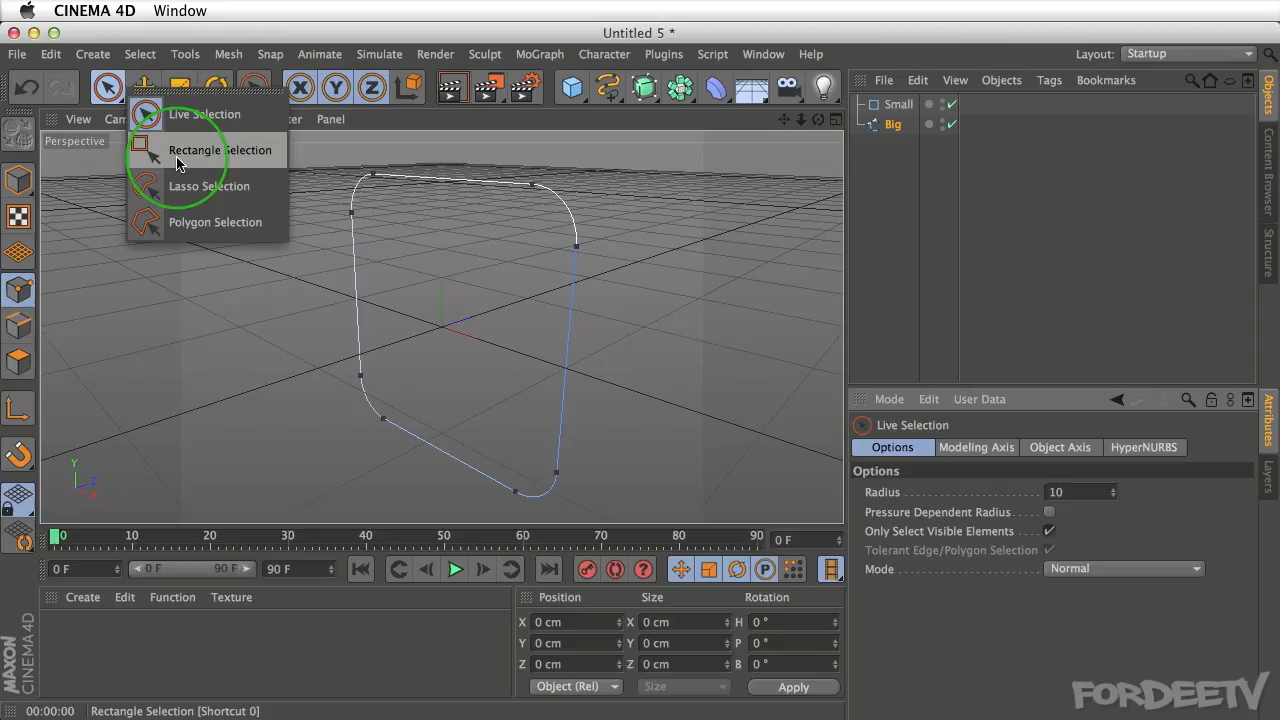 CINEMA 4D Window
Untitled 5 *
File Edit Create Select Tools Mesh Snap Animate Simulate Render Sculpt MoGraph Character Plugins Script Window Help Layout: Startup
X Y Z
File Edit View Objects Tags Bookmarks
Live Selection
Rectangle Selection
Lasso Selection
Polygon Selection
View Cam Panel
Perspective
Small
Big
Objects
Content Browser
Structure
Mode Edit User Data
Live Selection
Options Modeling Axis Object Axis HyperNURBS
Options
Radius 10
Pressure Dependent Radius
Only Select Visible Elements
Tolerant Edge/Polygon Selection
Mode Normal
Attributes
Layers
Y
Z
X
0 10 20 30 40 50 60 70 80 90 0 F
0 F 0 F 90 F 90 F
Create Edit Function Texture
Position Size Rotation
X 0 cm X 0 cm H 0 °
Y 0 cm Y 0 cm P 0 °
Z 0 cm Z 0 cm B 0 °
Object (Rel) Size Apply
MAXON
CINEMA 4D
00:00:00 Rectangle Selection [Shortcut 0]
FORDEETV